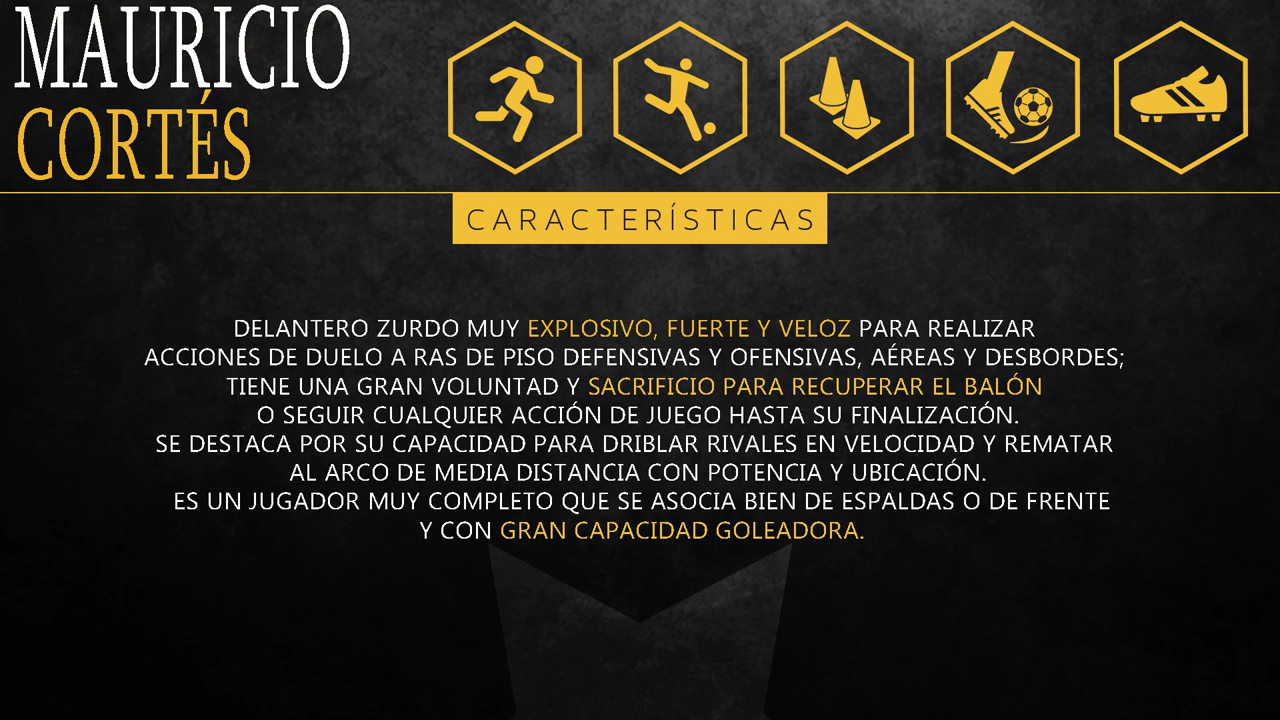 MAURICIO
CORTÉS
CARACTERÍSTICAS
DELANTERO ZURDO MUY EXPLOSIVO, FUERTE Y VELOZ PARA REALIZAR
ACCIONES DE DUELO A RAS DE PISO DEFENSIVAS Y OFENSIVAS, AÉREAS Y DESBORDES;
TIENE UNA GRAN VOLUNTAD Y SACRIFICIO PARA RECUPERAR EL BALÓN
O SEGUIR CUALQUIER ACCIÓN DE JUEGO HASTA SU FINALIZACIÓN.
SE DESTACA POR SU CAPACIDAD PARA DRIBLAR RIVALES EN VELOCIDAD Y REMATAR
AL ARCO DE MEDIA DISTANCIA CON POTENCIA Y UBICACIÓN.
ES UN JUGADOR MUY COMPLETO QUE SE ASOCIA BIEN DE ESPALDAS O DE FRENTE
Y CON GRAN CAPACIDAD GOLEADORA.